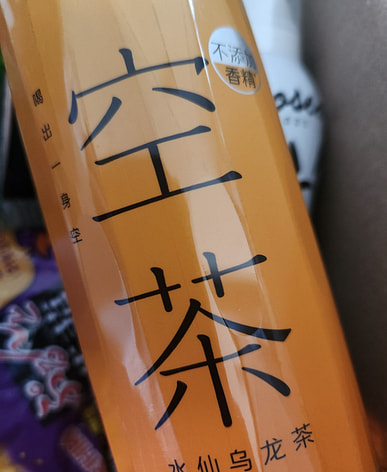 不添加
香精
喝出一身空
空茶
水仙乌龙茶